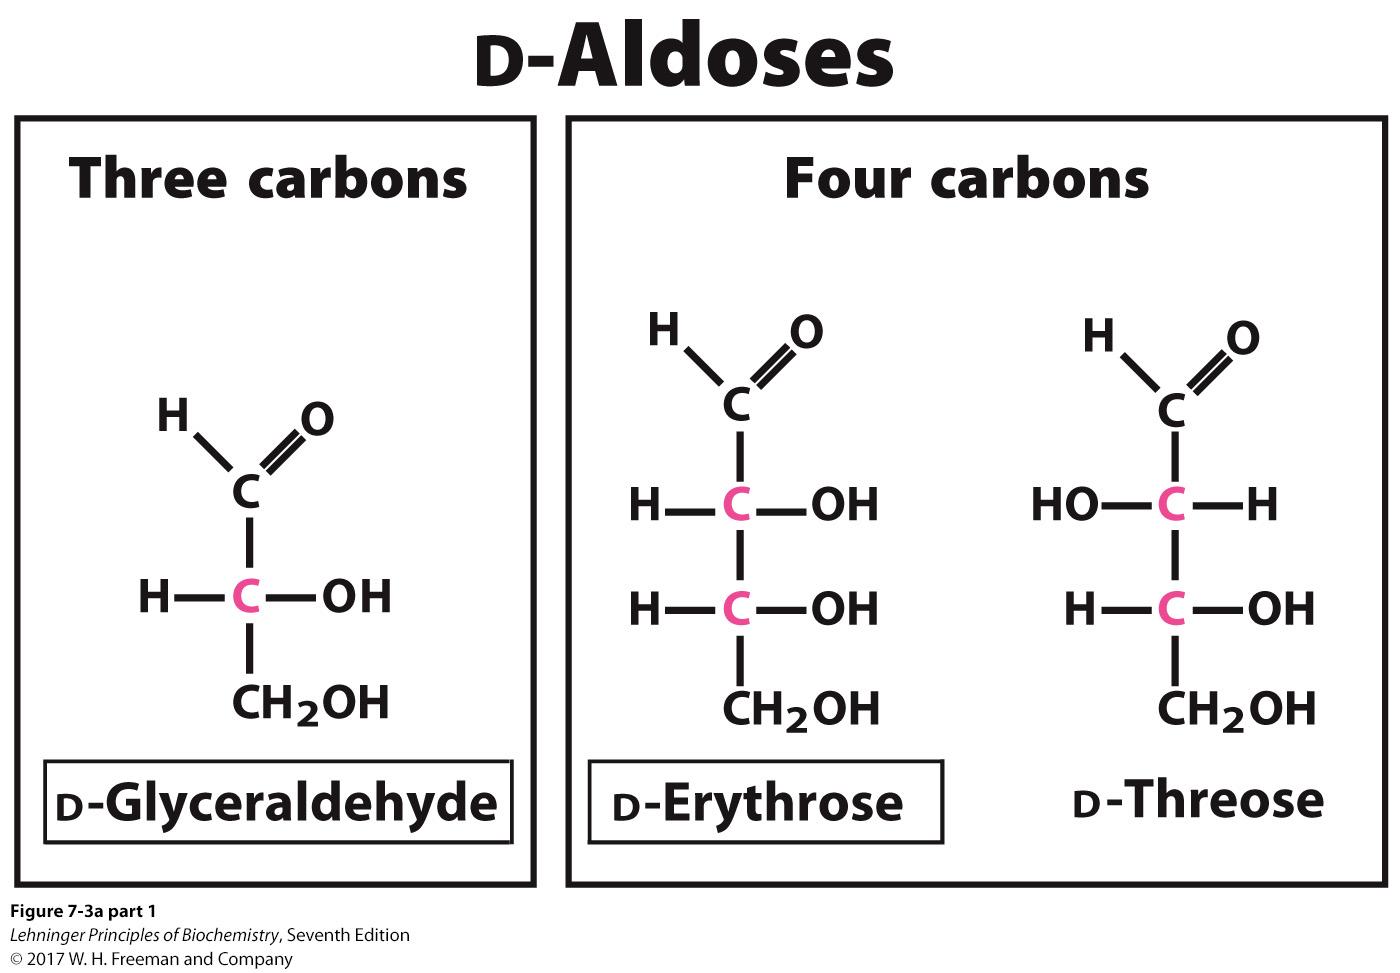 D-Aldoses
Three carbons
H O
C
H C OH
CH2OH
D-Glyceraldehyde
Four carbons
H O
C
H C OH
H C OH
CH2OH
D-Erythrose
H O
C
HO C H
H C OH
CH2OH
D-Threose
Figure 7-3a part 1
Lehninger Principles of Biochemistry, Seventh Edition
© 2017 W. H. Freeman and Company